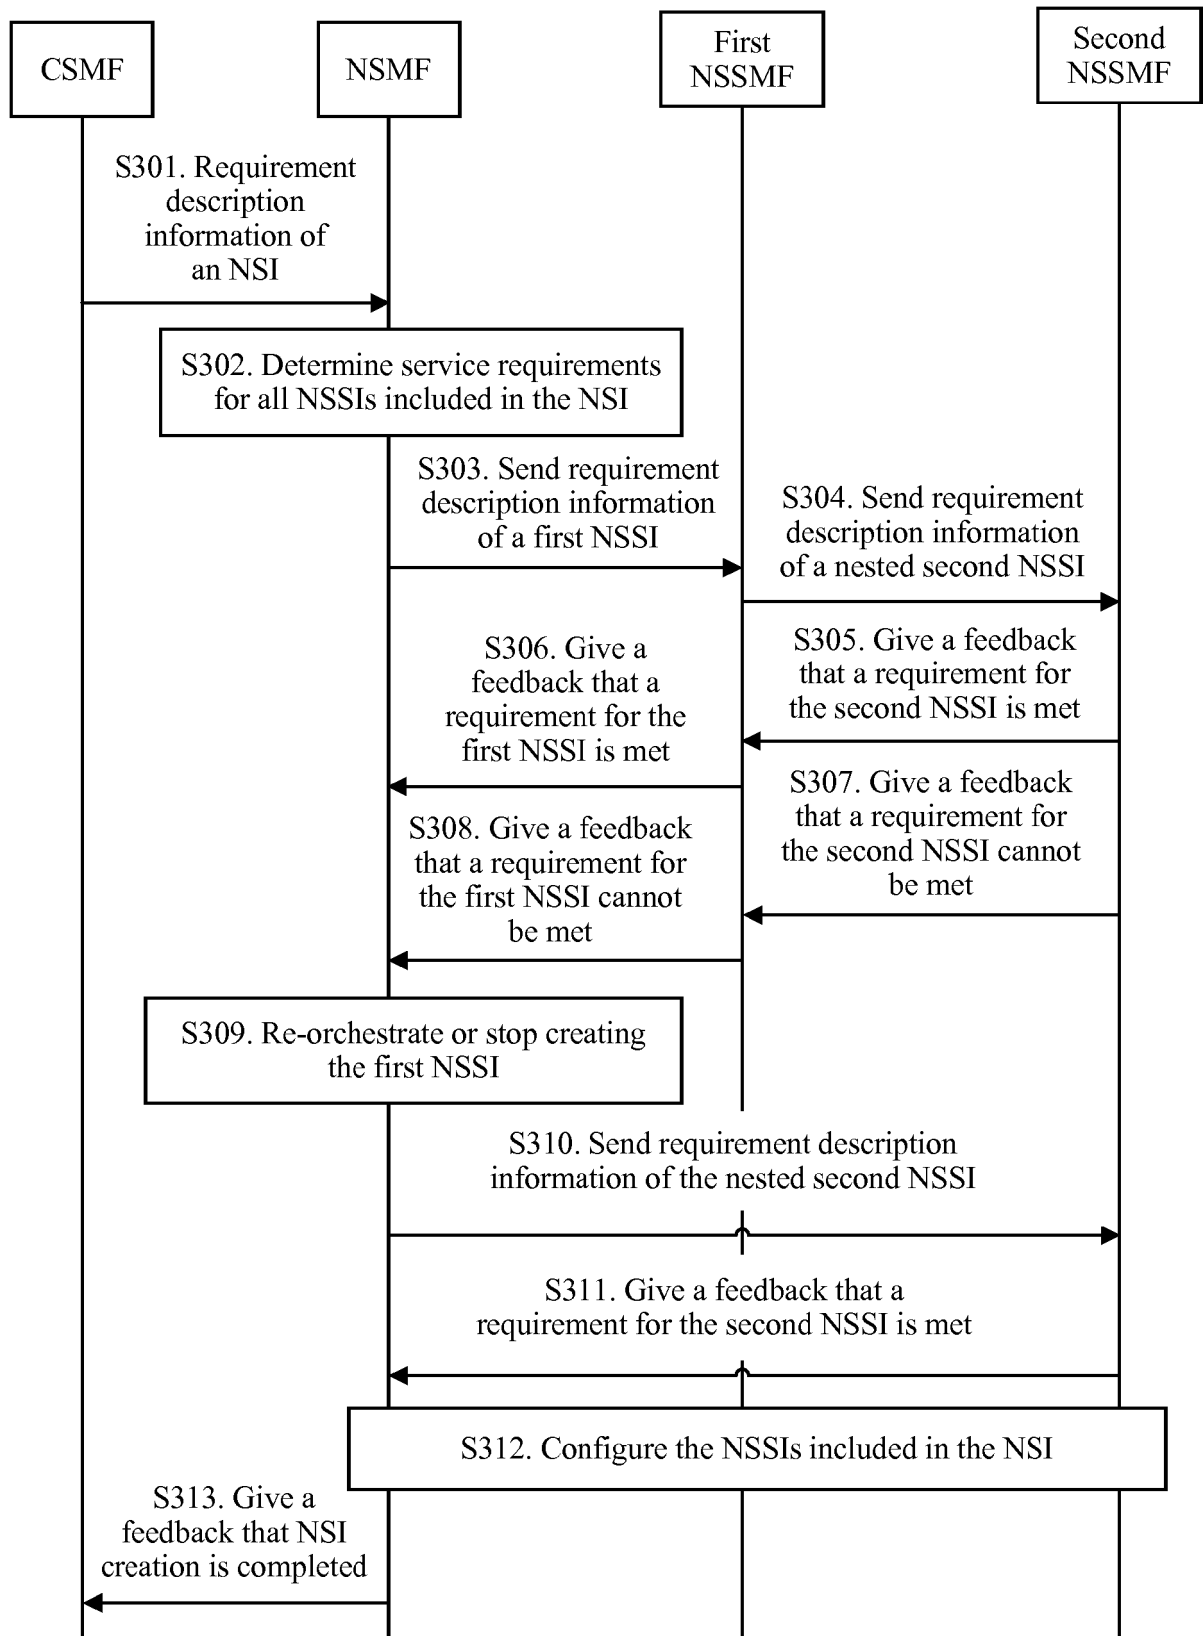 CSMF
NSMF
First
NSSMF
Second
NSSMF
S301. Requirement
description
information of
an NSI
S302. Determine service requirements
for all NSSIs included in the NSI
S303. Send requirement
description information
of a first NSSI
S304. Send requirement
description information
of a nested second NSSI
S305. Give a feedback
that a requirement for
the second NSSI is met
S306. Give a
feedback that a
requirement for the
first NSSI is met
S307. Give a feedback
that a requirement for
the second NSSI cannot
be met
S308. Give a feedback
that a requirement for
the first NSSI cannot
be met
S309. Re-orchestrate or stop creating
the first NSSI
S310. Send requirement description
information of the nested second NSSI
S311. Give a feedback that a
requirement for the second NSSI is met
S312. Configure the NSSIs included in the NSI
S313. Give a
feedback that NSI
creation is completed